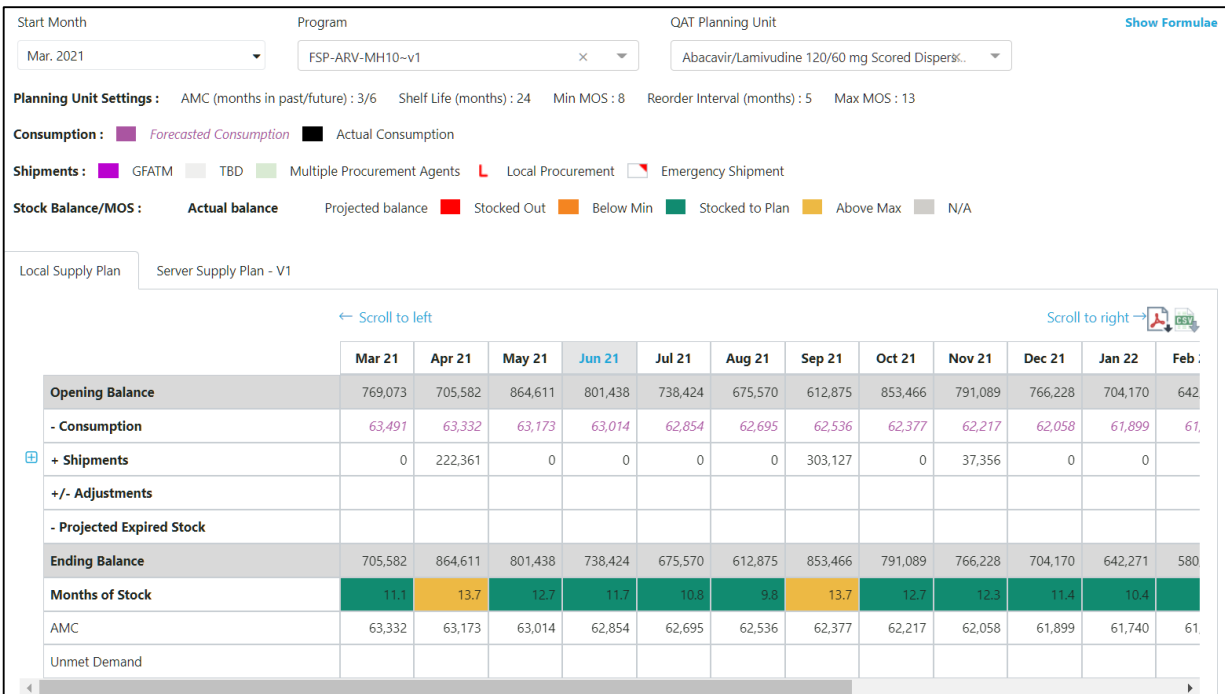 Start Month Program QAT Planning Unit Show Formulae
Mar. 2021 FSP-ARV-MH10~v1 × Abacavir/Lamivudine 120/60 mg Scored Dispers...
Planning Unit Settings : AMC (months in past/future) : 3/6 Shelf Life (months) : 24 Min MOS : 8 Reorder Interval (months) : 5 Max MOS : 13
Consumption : Forecasted Consumption Actual Consumption
Shipments : GFATM TBD Multiple Procurement Agents L Local Procurement Emergency Shipment
Stock Balance/MOS : Actual balance Projected balance Stocked Out Below Min Stocked to Plan Above Max N/A
Local Supply Plan Server Supply Plan - V1
← Scroll to left Scroll to right → CSV
Mar 21 Apr 21 May 21 Jun 21 Jul 21 Aug 21 Sep 21 Oct 21 Nov 21 Dec 21 Jan 22 Feb
Opening Balance 769,073 705,582 864,611 801,438 738,424 675,570 612,875 853,466 791,089 766,228 704,170 642,
- Consumption 63,491 63,332 63,173 63,014 62,854 62,695 62,536 62,377 62,217 62,058 61,899 61,
+ Shipments 0 222,361 0 0 0 0 303,127 0 37,356 0 0
+/- Adjustments
- Projected Expired Stock
Ending Balance 705,582 864,611 801,438 738,424 675,570 612,875 853,466 791,089 766,228 704,170 642,271 580,
Months of Stock 11.1 13.7 12.7 11.7 10.8 9.8 13.7 12.7 12.3 11.4 10.4
AMC 63,332 63,173 63,014 62,854 62,695 62,536 62,377 62,217 62,058 61,899 61,740 61,
Unmet Demand